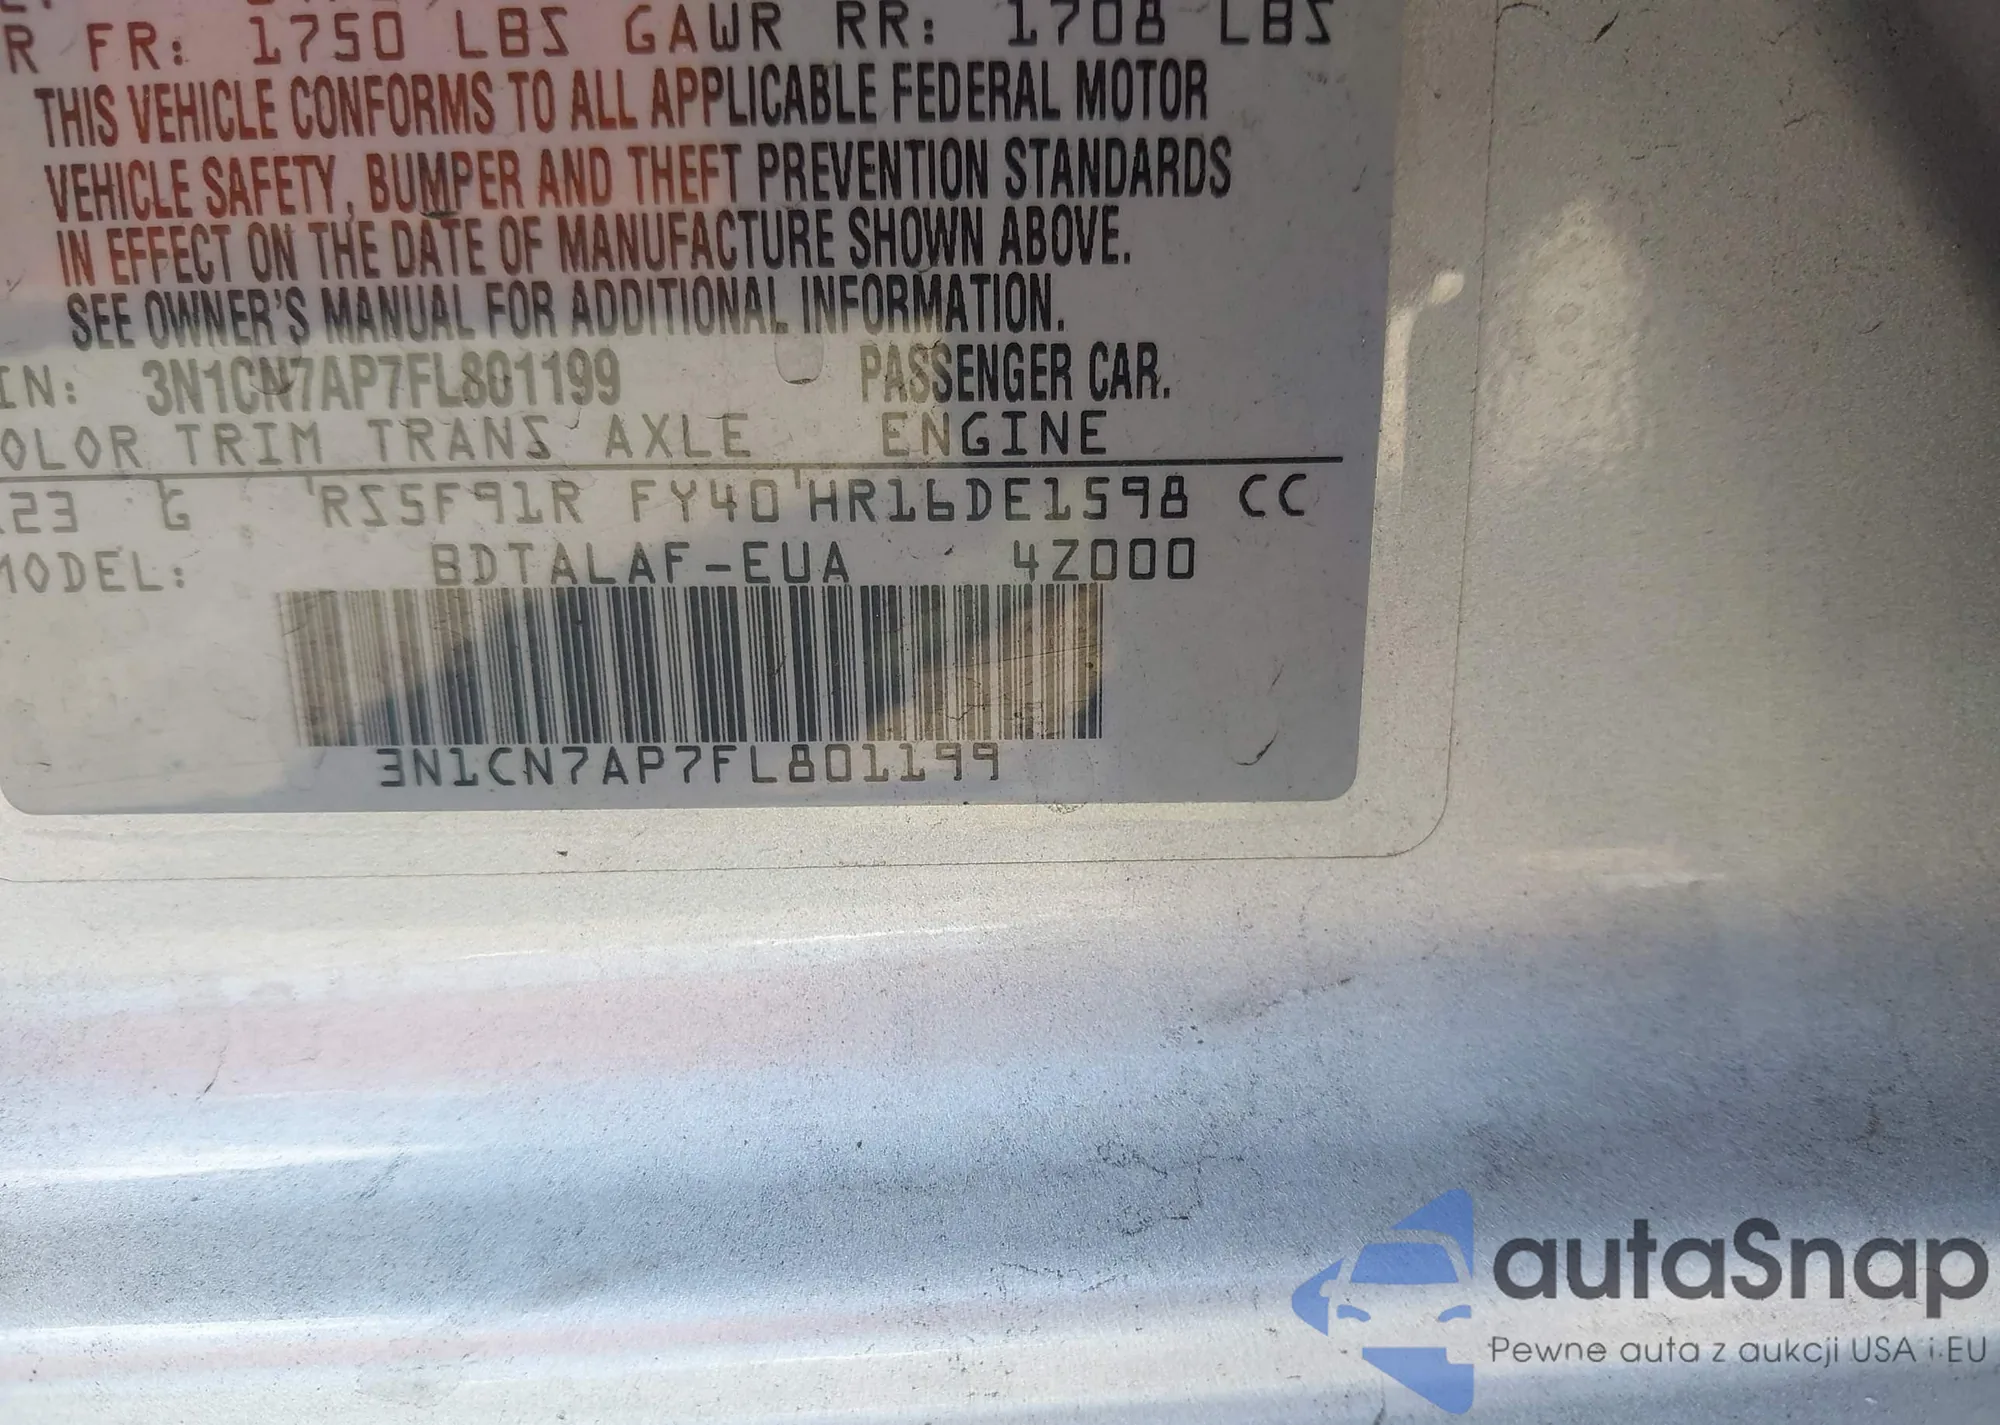 R FR: 1750 LBS GAWR RR: 1708 LBS
THIS VEHICLE CONFORMS TO ALL APPLICABLE FEDERAL MOTOR
VEHICLE SAFETY, BUMPER AND THEFT PREVENTION STANDARDS
IN EFFECT ON THE DATE OF MANUFACTURE SHOWN ABOVE.
SEE OWNER'S MANUAL FOR ADDITIONAL INFORMATION.
IN: 3N1CN7AP7FL801199 PASSENGER CAR.
OLOR TRIM TRANS AXLE ENGINE
23 G RS5F91R FY40 HR16DE1598 CC
MODEL: BDTALAF-EUA 4Z000
3N1CN7AP7FL801199
autaSnap
Pewne auta z aukcji USA i EU